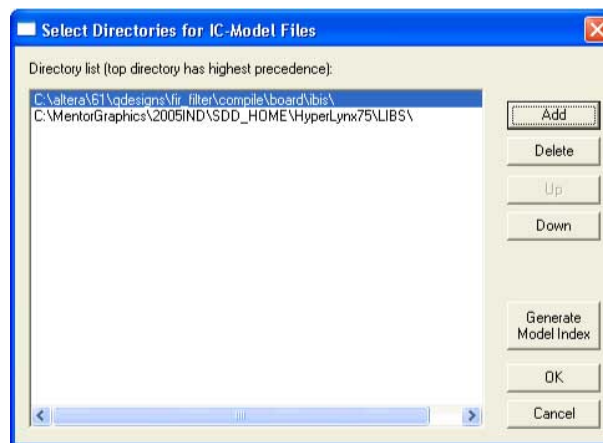 Select Directories for IC-Model Files
Directory list (top directory has highest precedence):
C:\altera\61\qdesigns\fir_filter\compile\board\ibis\
C:\MentorGraphics\2005IND\SDD_HOME\HyperLynx75\LIBS\
Add
Delete
Up
Down
Generate
Model Index
OK
Cancel